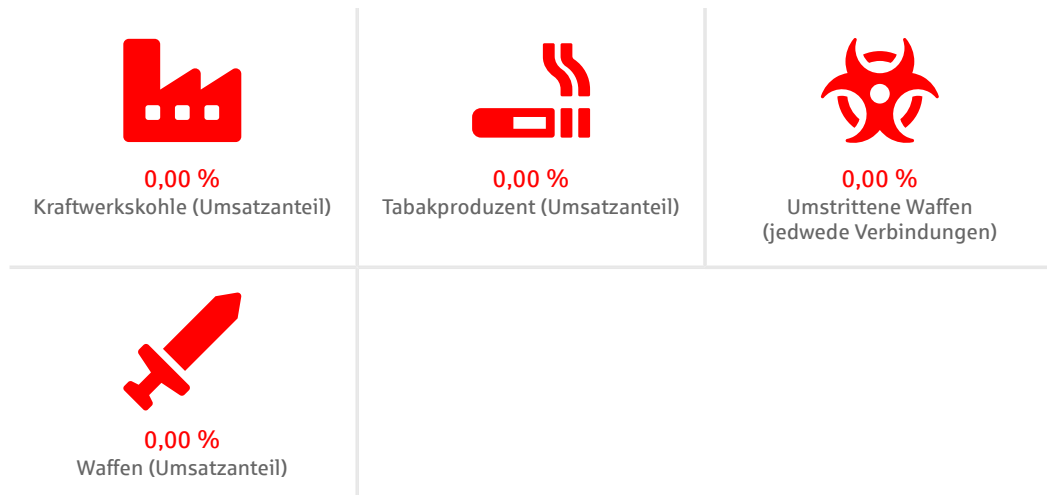 0,00 %
Kraftwerkskohle (Umsatzanteil)
0,00 %
Tabakproduzent (Umsatzanteil)
0,00 %
Umstrittene Waffen
(jedwede Verbindungen)
0,00 %
Waffen (Umsatzanteil)